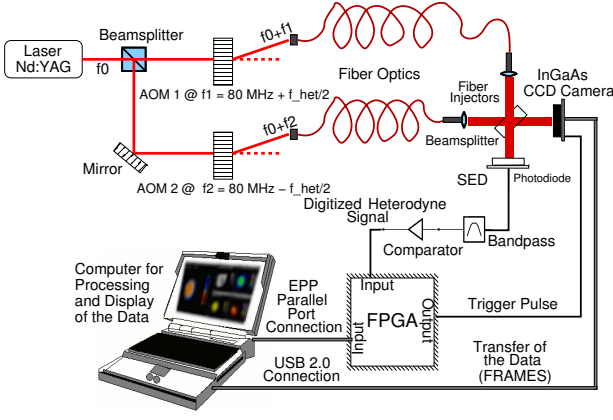 Laser
Nd:YAG
f0
Beamsplitter
f0+f1
AOM 1 @ f1 = 80 MHz + f_het/2
Fiber Optics
Fiber
Injectors
InGaAs
CCD Camera
f0+f2
Beamsplitter
Mirror
AOM 2 @ f2 = 80 MHz − f_het/2
SED
Photodiode
Digitized Heterodyne
Signal
Comparator
Bandpass
Computer for
Processing
and Display
of the Data
EPP
Parallel
Port
Connection
Input
Input
FPGA
Output
Trigger Pulse
USB 2.0
Connection
Transfer of
the Data
(FRAMES)